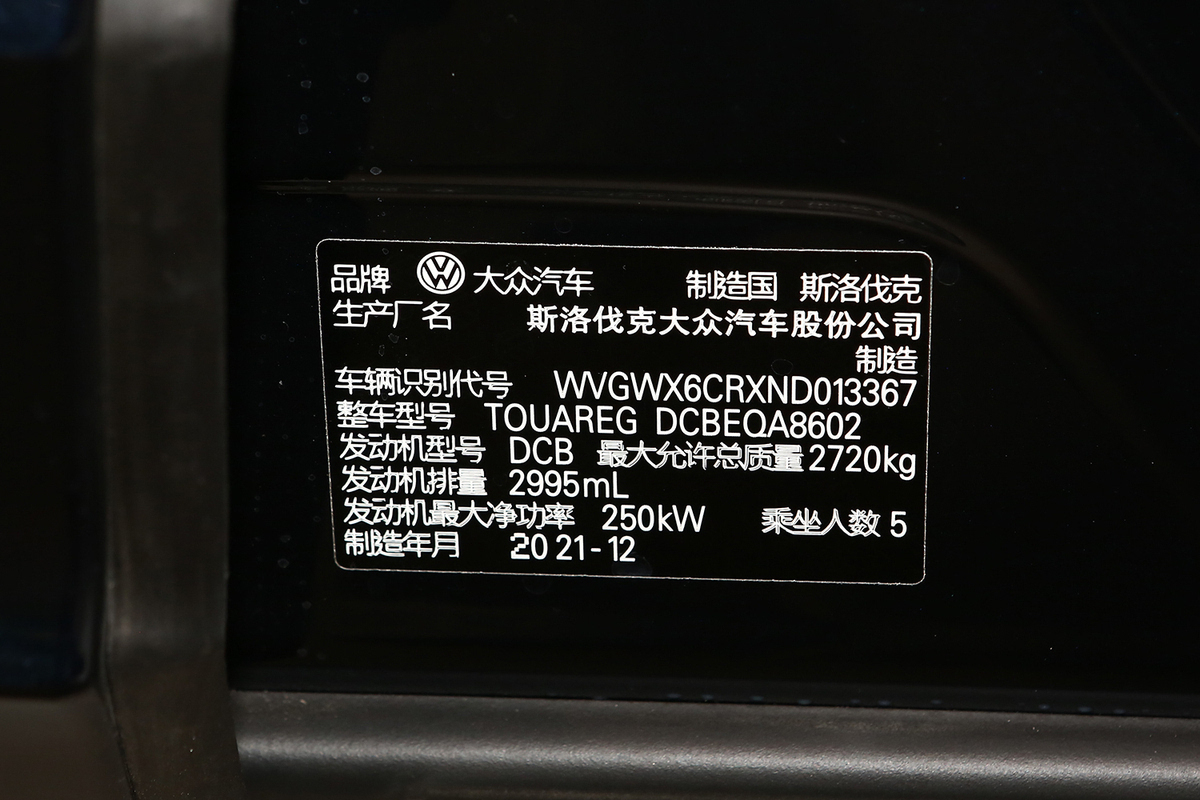 品牌 大众汽车 制造国 斯洛伐克
生产厂名 斯洛伐克大众汽车股份公司
制造
车辆识别代号 WVGWX6CRXND013367
整车型号 TOUAREG DCBEQA8602
发动机型号 DCB 最大允许总质量 2720kg
发动机排量 2995mL
发动机最大净功率 250kW 乘坐人数 5
制造年月 2021-12